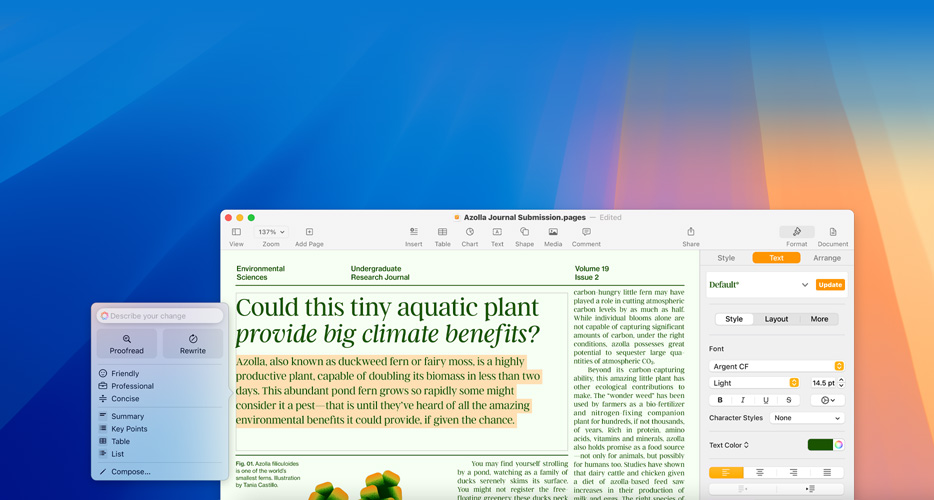 Azolla Journal Submission.pages — Edited
137%
View
Zoom
Add Page
Insert
Table
Chart
Text
Shape
Media
Comment
Share
Format
Document
Environmental
Sciences
Undergraduate
Research Journal
Volume 19
Issue 2
Could this tiny aquatic plant
provide big climate benefits?
Azolla, also known as duckweed fern or fairy moss, is a highly
productive plant, capable of doubling its biomass in less than two
days. This abundant pond fern grows so rapidly some might
consider it a pest—that is until they've heard of all the amazing
environmental benefits it could provide, if given the chance.
Fig. 01. Azolla filiculoides
is one of the world's
smallest ferns. Illustration
by Tania Castillo.
You may find yourself strolling
by a pond, watching as a family of
ducks serenely skims its surface.
You might not register the free-
floating greenery these ducks peck
carbon hungry little fern may have
played a role in cutting atmospheric
carbon levels by as much as half.
While individual blooms alone are
not capable of capturing significant
amounts of carbon, under the right
conditions, azolla possesses great
potential to sequester large qua-
ntities of atmospheric CO₂.
Beyond its carbon-capturing
ability, this amazing little plant has
other ecological contributions to
make. The “wonder weed” has been
used by farmers as a bio fertilizer
and nitrogen-fixing companion
plant for hundreds, if not thousands,
of years. Rich in protein, amino
acids, vitamins and minerals, azolla
also holds promise as a food source
—not only for animals, but possibly
for humans too. Studies have shown
that dairy cattle and chicken given
a diet of azolla-based feed saw
increases in their production of
milk and eggs. The right species of
Describe your change
Proofread
Rewrite
Friendly
Professional
Concise
Summary
Key Points
Table
List
Compose...
Style
Text
Arrange
Default*
Update
Style
Layout
More
Font
Argent CF
Light
14.5 pt
B
I
U
S
Character Styles
None
Text Color